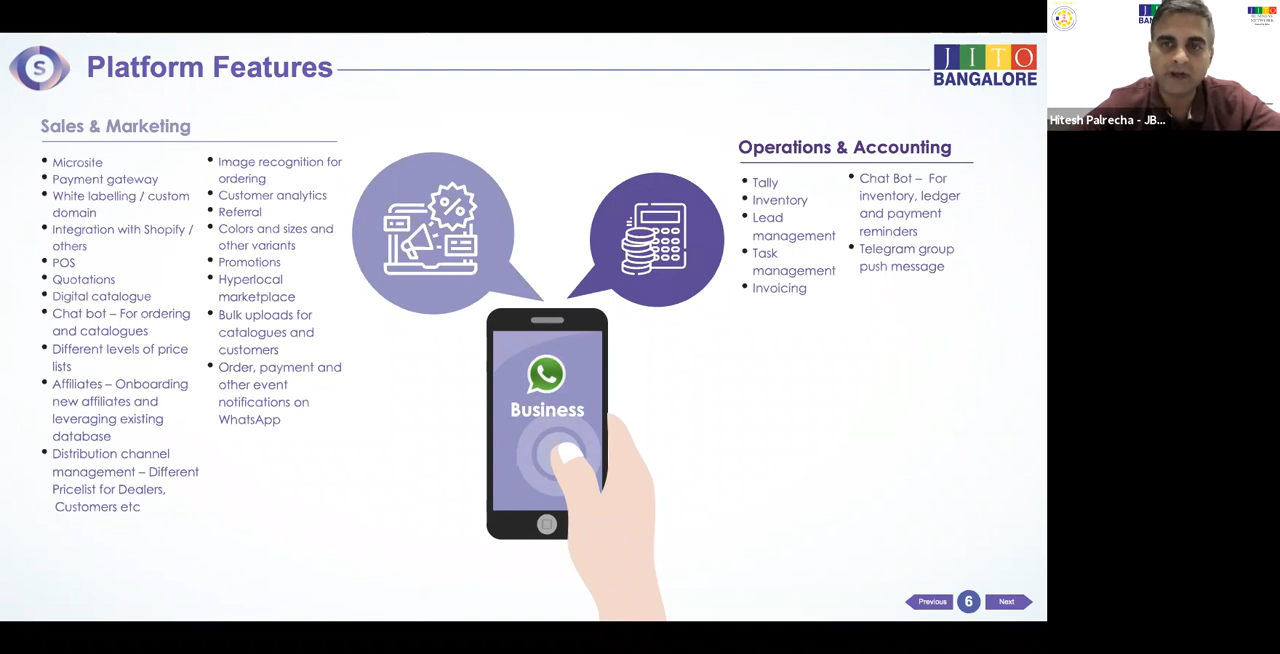 S
Platform Features
J I T O
BANGALORE
Sales & Marketing
Microsite
Payment gateway
White labelling / custom
domain
Integration with Shopify /
others
POS
Quotations
Digital catalogue
Chat bot – For ordering
and catalogues
Different levels of price
lists
Affiliates – Onboarding
new affiliates and
leveraging existing
database
Distribution channel
management – Different
Pricelist for Dealers,
Customers etc
Image recognition for
ordering
Customer analytics
Referral
Colors and sizes and
other variants
Promotions
Hyperlocal
marketplace
Bulk uploads for
catalogues and
customers
Order, payment and
other event
notifications on
WhatsApp
%
Business
Operations & Accounting
Tally
Inventory
Lead
management
Task
management
Invoicing
Chat Bot – For
inventory, ledger
and payment
reminders
Telegram group
push message
Previous
6
Next
JITO
BUSINESS
NETWORK
Hitesh Palrecha - JB...